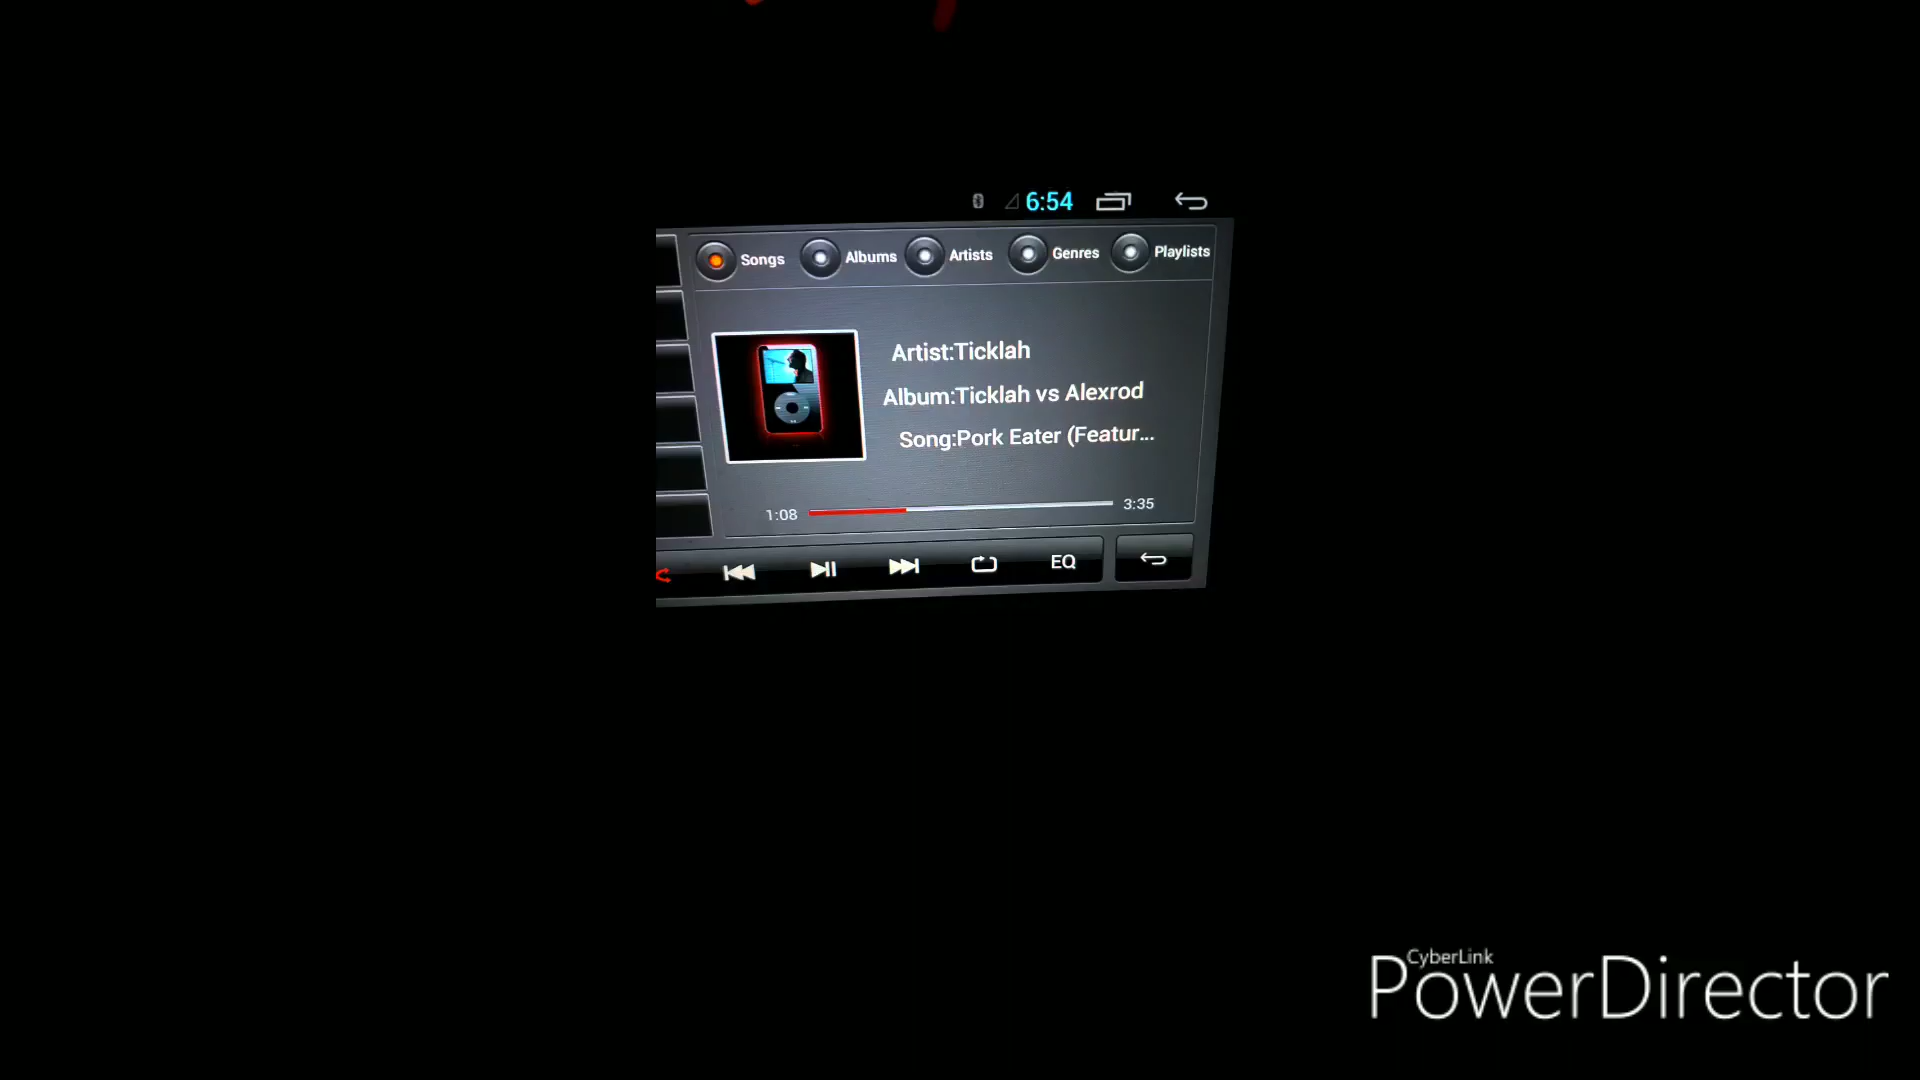 6:54
Songs Albums Artists Genres Playlists
Artist:Ticklah
Album:Ticklah vs Alexrod
Song:Pork Eater (Featur...
1:08 3:35
EQ
CyberLink
PowerDirector